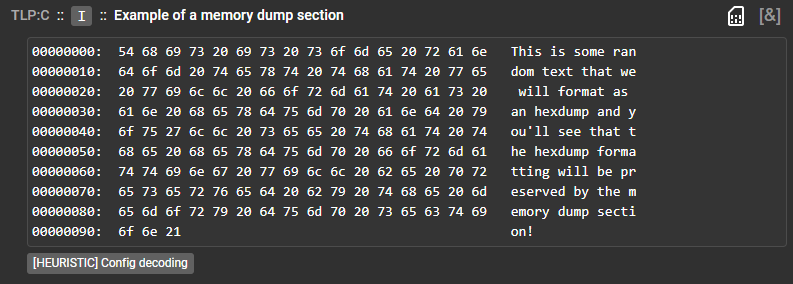 TLP:C :: I :: Example of a memory dump section [&]
00000000: 54 68 69 73 20 69 73 20 73 6f 6d 65 20 72 61 6e This is some ran
00000010: 64 6f 6d 20 74 65 78 74 20 74 68 61 74 20 77 65 dom text that we
00000020: 20 77 69 6c 6c 20 66 6f 72 6d 61 74 20 61 73 20 will format as
00000030: 61 6e 20 68 65 78 64 75 6d 70 20 61 6e 64 20 79 an hexdump and y
00000040: 6f 75 27 6c 6c 20 73 65 65 20 74 68 61 74 20 74 ou'll see that t
00000050: 68 65 20 68 65 78 64 75 6d 70 20 66 6f 72 6d 61 he hexdump forma
00000060: 74 74 69 6e 67 20 77 69 6c 6c 20 62 65 20 70 72 tting will be pr
00000070: 65 73 65 72 76 65 64 20 62 79 20 74 68 65 20 6d eserved by the m
00000080: 65 6d 6f 72 79 20 64 75 6d 70 20 73 65 63 74 69 emory dump secti
00000090: 6f 6e 21 on!
[HEURISTIC] Config decoding